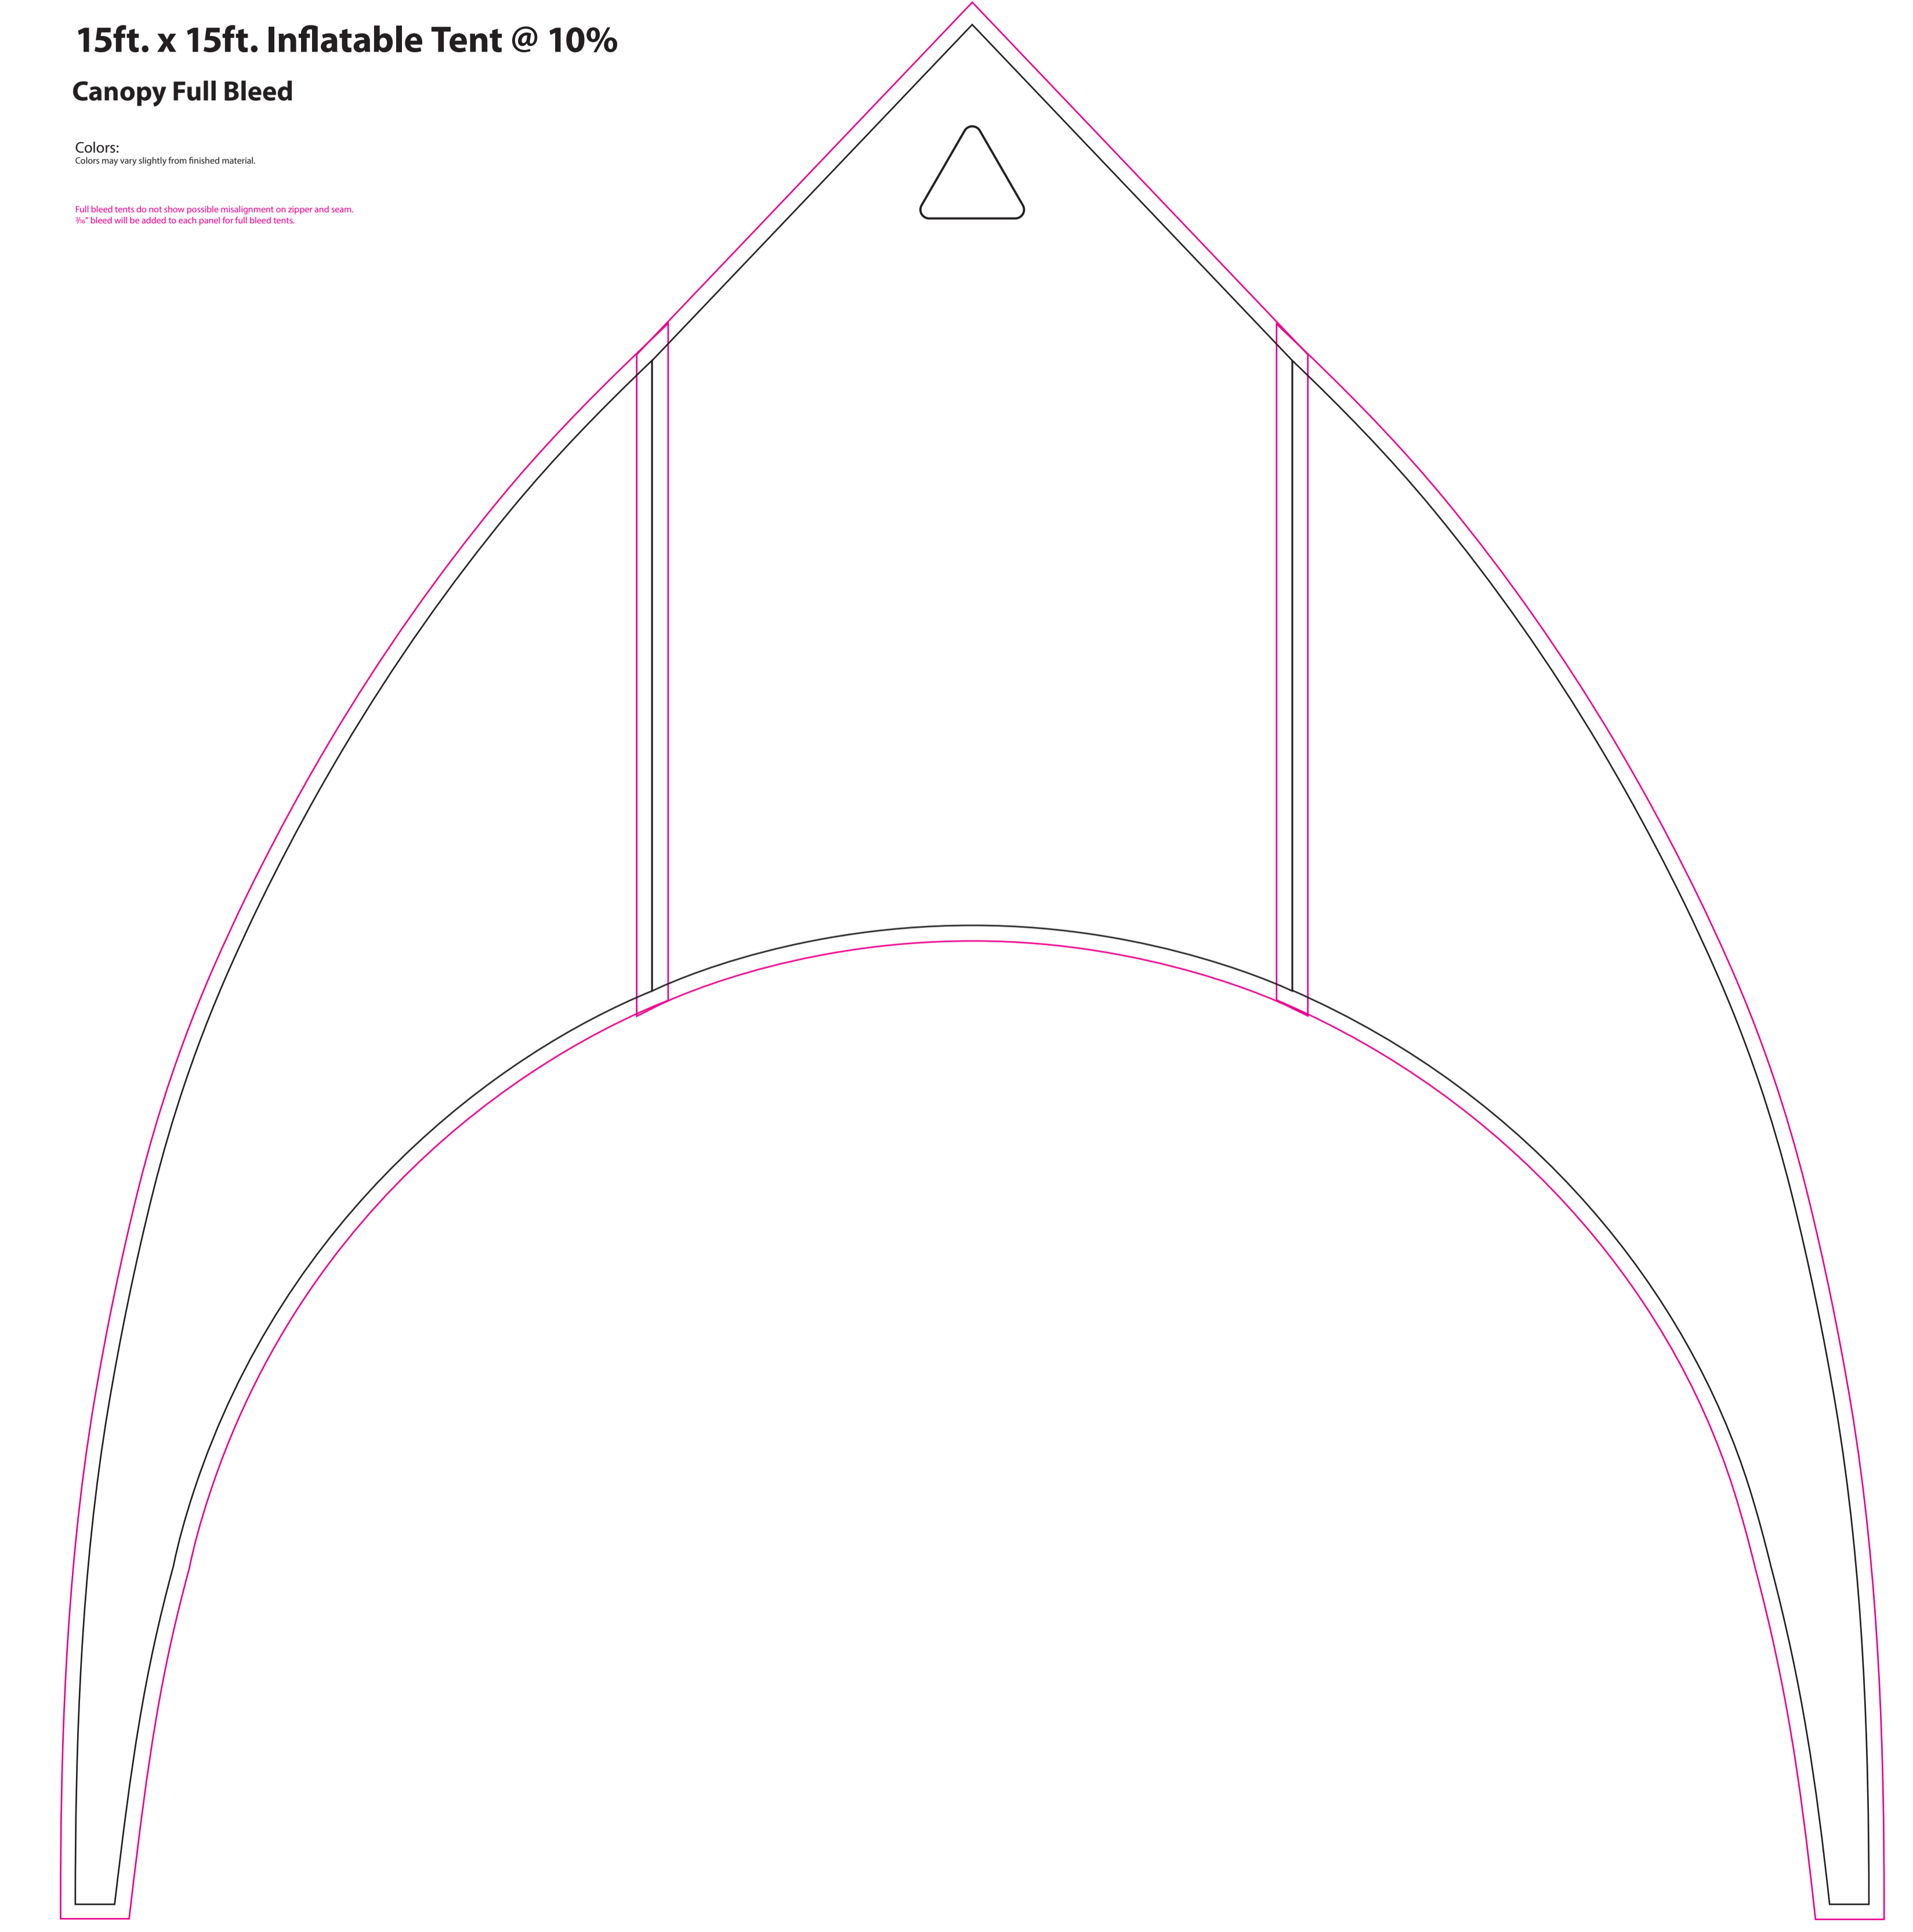 15ft. x 15ft. Inflatable Tent @ 10%
Canopy Full Bleed
Colors:
Colors may vary slightly from finished material.
Full bleed tents do not show possible misalignment on zipper and seam.
3⁄16" bleed will be added to each panel for full bleed tents.